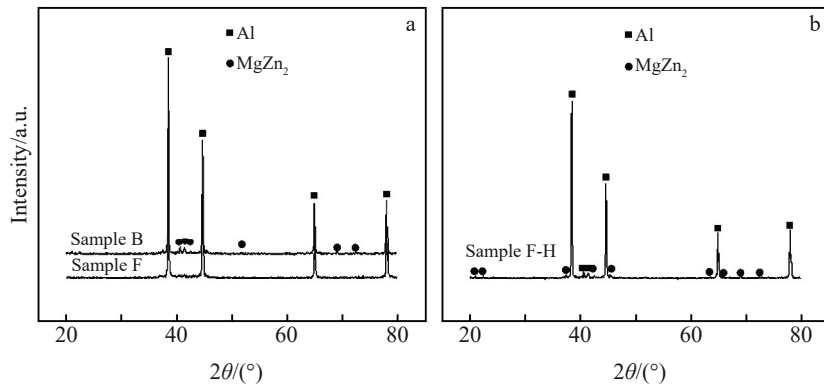 a
■ Al
● MgZn₂
Sample B
Sample F
Intensity/a.u.
20 40 60 80
2θ/(°)
b
■ Al
● MgZn₂
Sample F-H
20 40 60 80
2θ/(°)